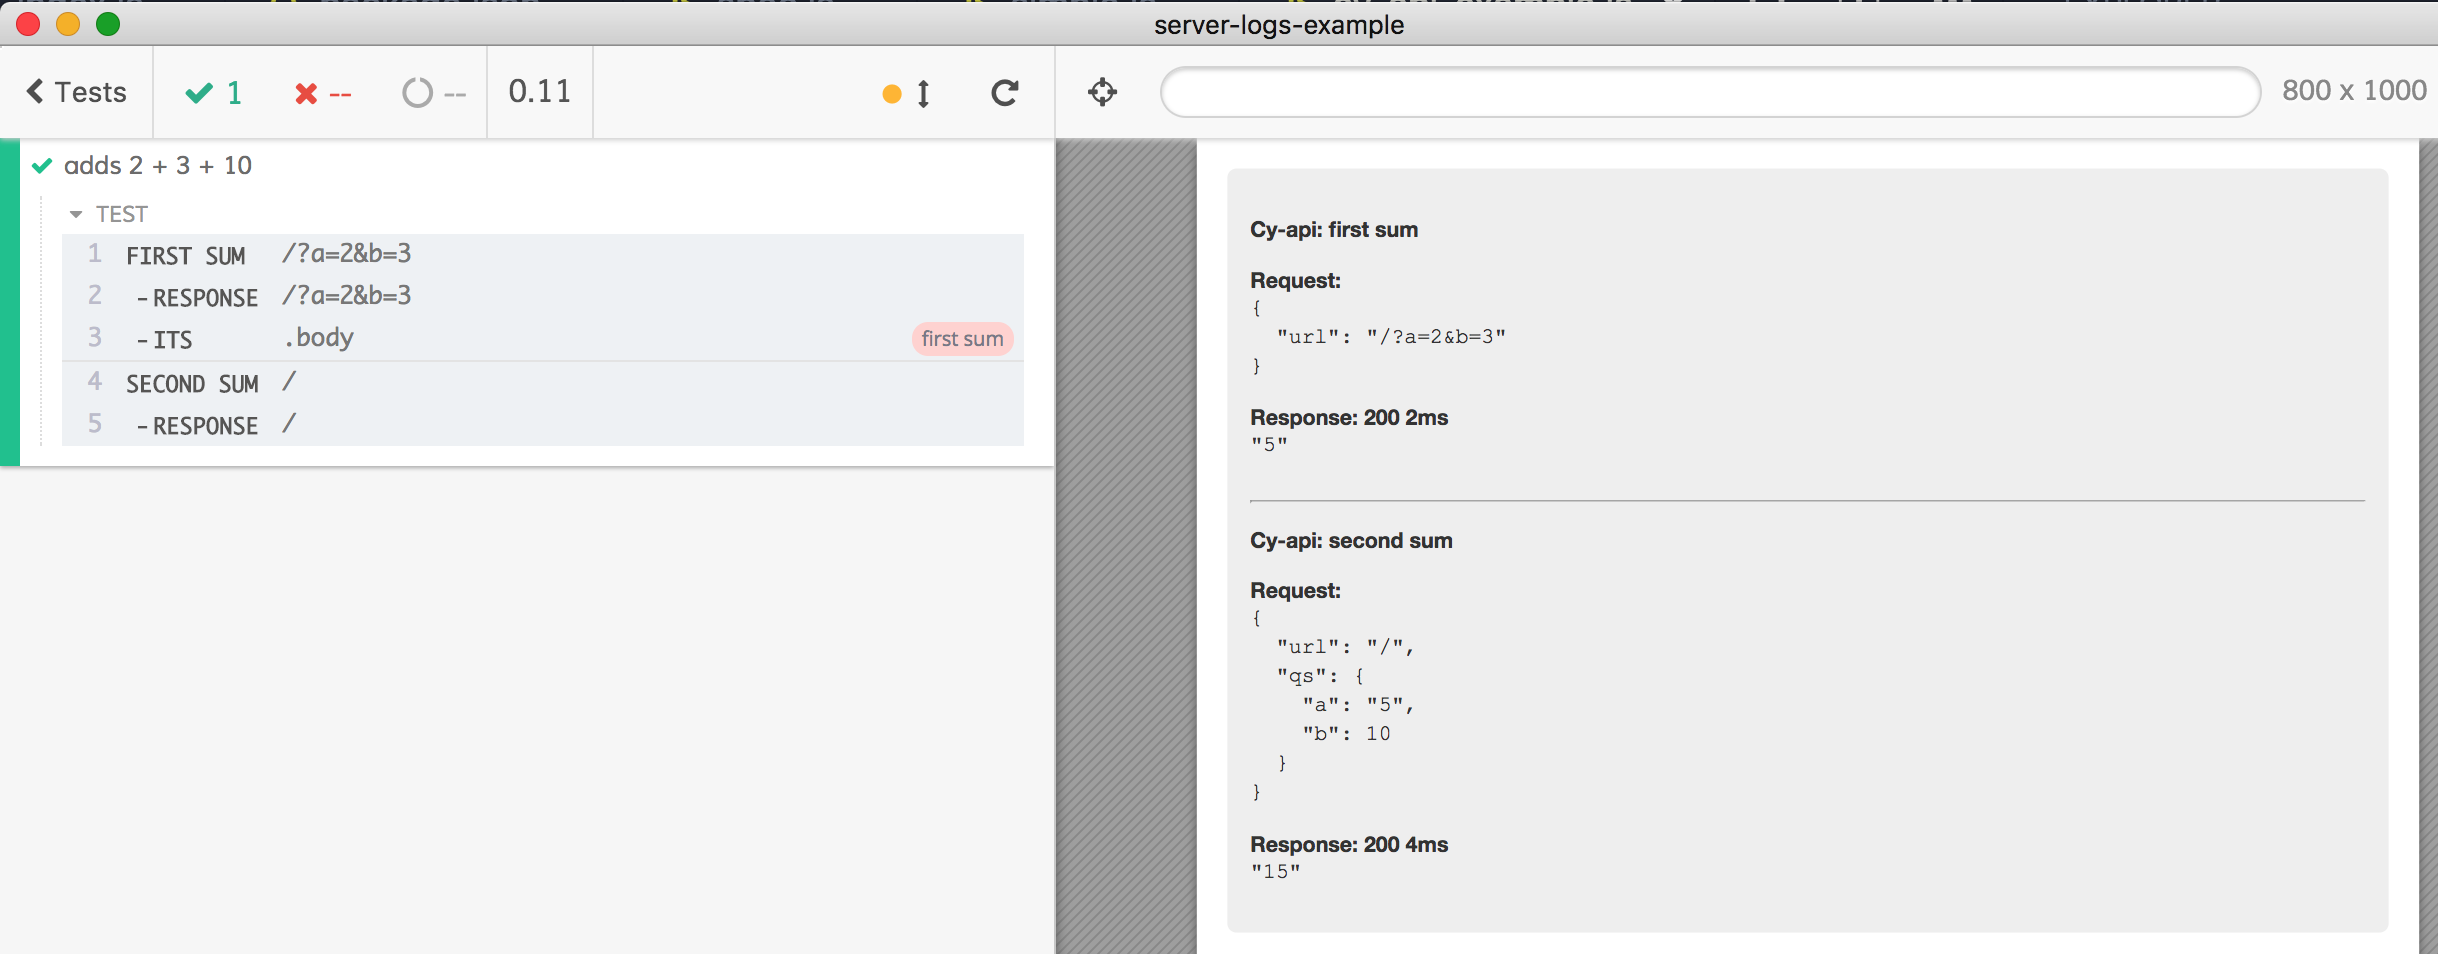 server-logs-example
Tests 1 -- -- 0.11 800 x 1000
adds 2 + 3 + 10
TEST
1 FIRST SUM /?a=2&b=3
2 -RESPONSE /?a=2&b=3
3 -ITS .body first sum
4 SECOND SUM /
5 -RESPONSE /
Cy-api: first sum
Request:
{
  "url": "/?a=2&b=3"
}
Response: 200 2ms
"5"
Cy-api: second sum
Request:
{
  "url": "/",
  "qs": {
    "a": "5",
    "b": 10
  }
}
Response: 200 4ms
"15"